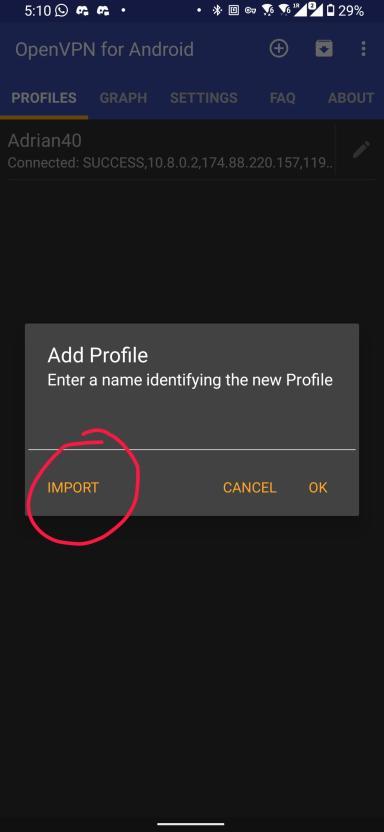 5:10
29%
OpenVPN for Android
PROFILES GRAPH SETTINGS FAQ ABOUT
Adrian40
Connected: SUCCESS,10.8.0.2,174.88.220.157,119..
Add Profile
Enter a name identifying the new Profile
IMPORT CANCEL OK